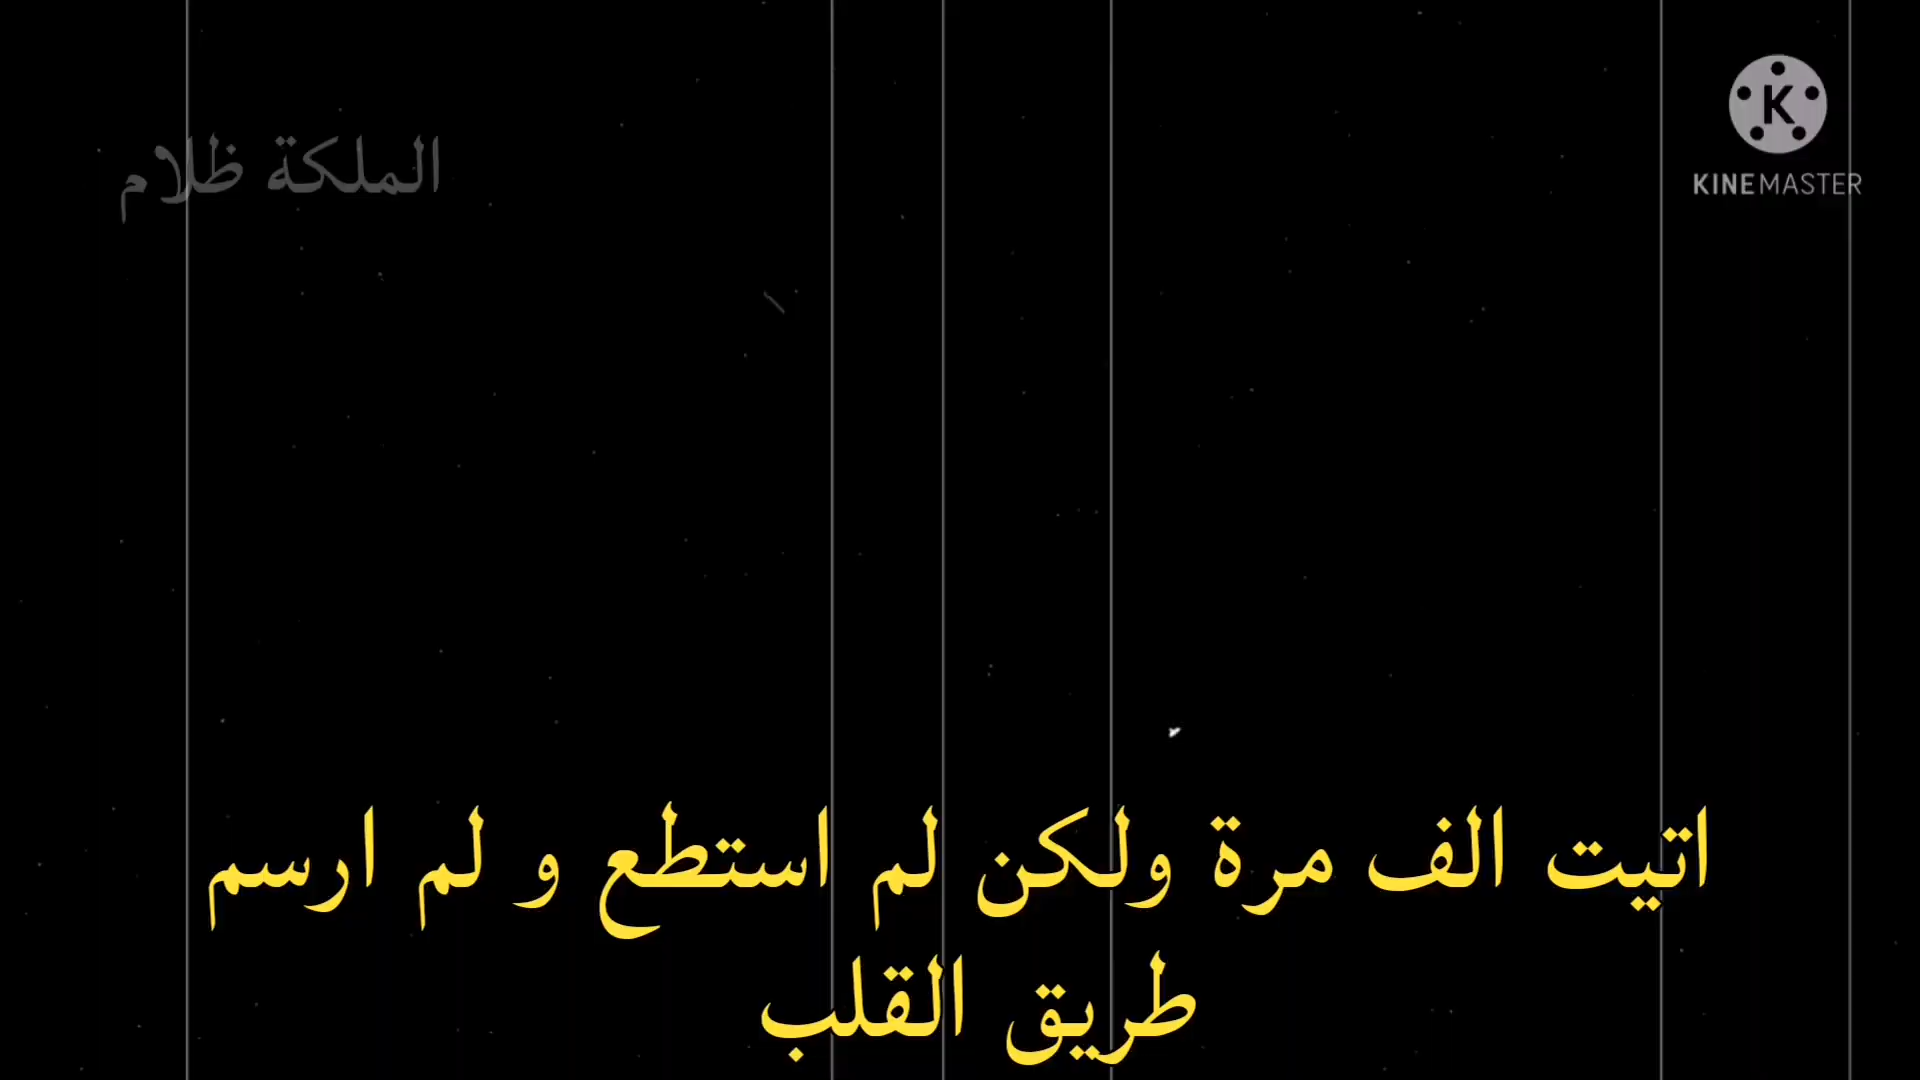 الملكة ظلام
K
KINEMASTER
اتيت الف مرة ولكن لم استطع و لم ارسم
طريق القلب